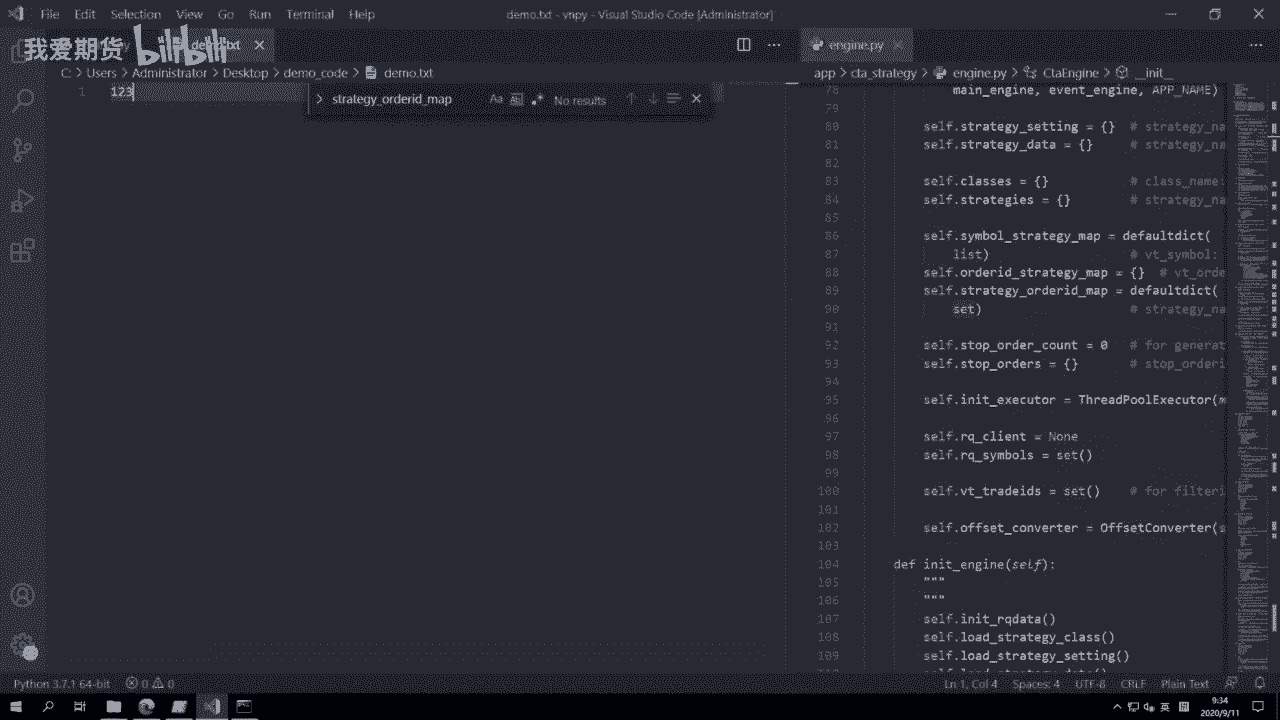 File Edit Selection View Go Run Terminal Help
demo.txt - vnpy - Visual Studio Code [Administrator]
我爱期货 bilibili
demo.txt
engine.py
C: > Users > Administrator > Desktop > demo_code > demo.txt
app > cta_strategy > engine.py > CtaEngine > __init__
1 123
strategy_orderid_map
Aa
No results
78 main_engine, event_engine, APP_NAME)
79
80 self.strategy_setting = {} # strategy_na
81 self.strategy_data = {} # strategy_na
82
83 self.classes = {} # class_name:
84 self.strategies = {} # strategy_na
85
86 self.symbol_strategy_map = defaultdict(
87 list) # vt_symbol:
88 self.orderid_strategy_map = {} # vt_orde
89 self.strategy_orderid_map = defaultdict(
90 set) # strategy_na
91
92 self.stop_order_count = 0 # for generat
93 self.stop_orders = {} # stop_orderi
94
95 self.init_executor = ThreadPoolExecutor(m
96
97 self.rq_client = None
98 self.rq_symbols = set()
99
100 self.vt_tradeids = set() # for filteri
101
102 self.offset_converter = OffsetConverter(s
103
104 def init_engine(self):
105 """
106 """
107 self.init_rqdata()
108 self.load_strategy_class()
109 self.load_strategy_setting()
Python 3.7.1 64-bit 0 0
Ln 1, Col 4 Spaces: 4 UTF-8 CRLF Plain Text
英
9:34
2020/9/11